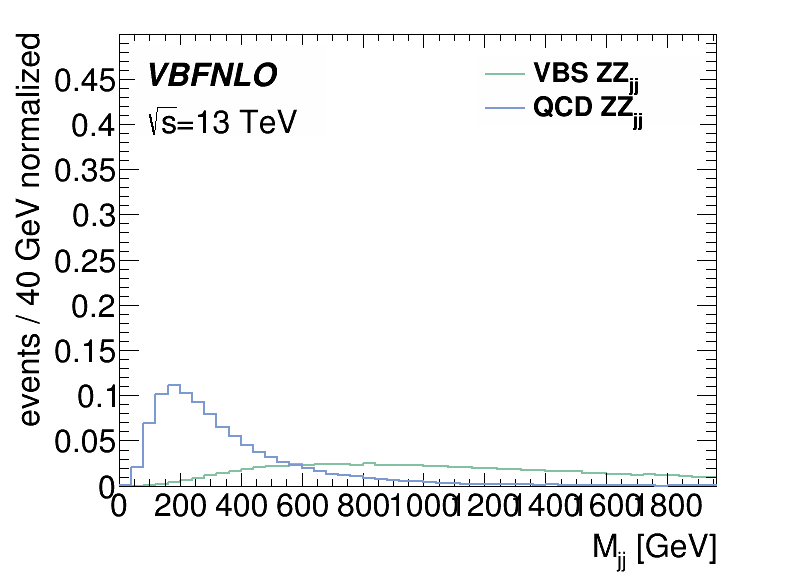 events / 40 GeV normalized
0.45
0.4
0.35
0.3
0.25
0.2
0.15
0.1
0.05
0
VBFNLO
√s=13 TeV
VBS ZZjj
QCD ZZjj
0 200 400 600 800 1000 1200 1400 1600 1800
Mjj [GeV]